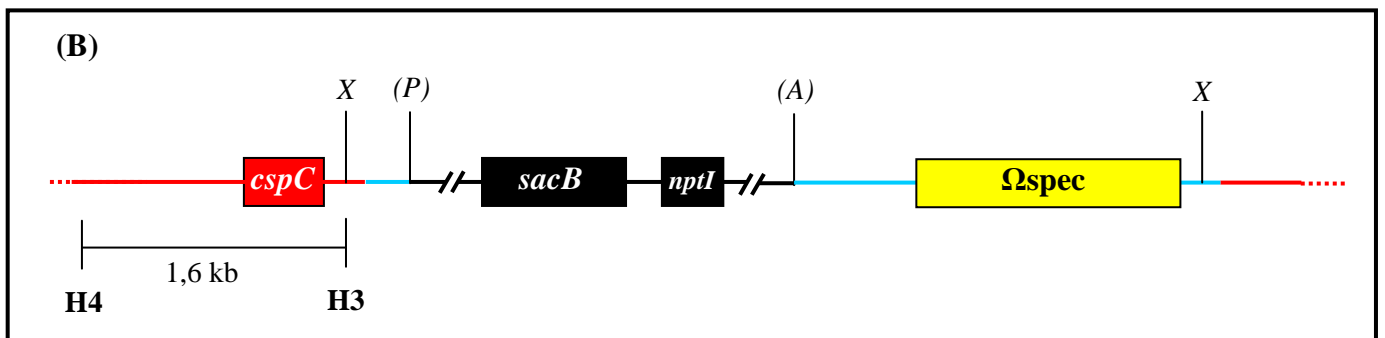 (B)
X (P) (A) X
cspC sacB nptI Ωspec
1,6 kb
H4 H3